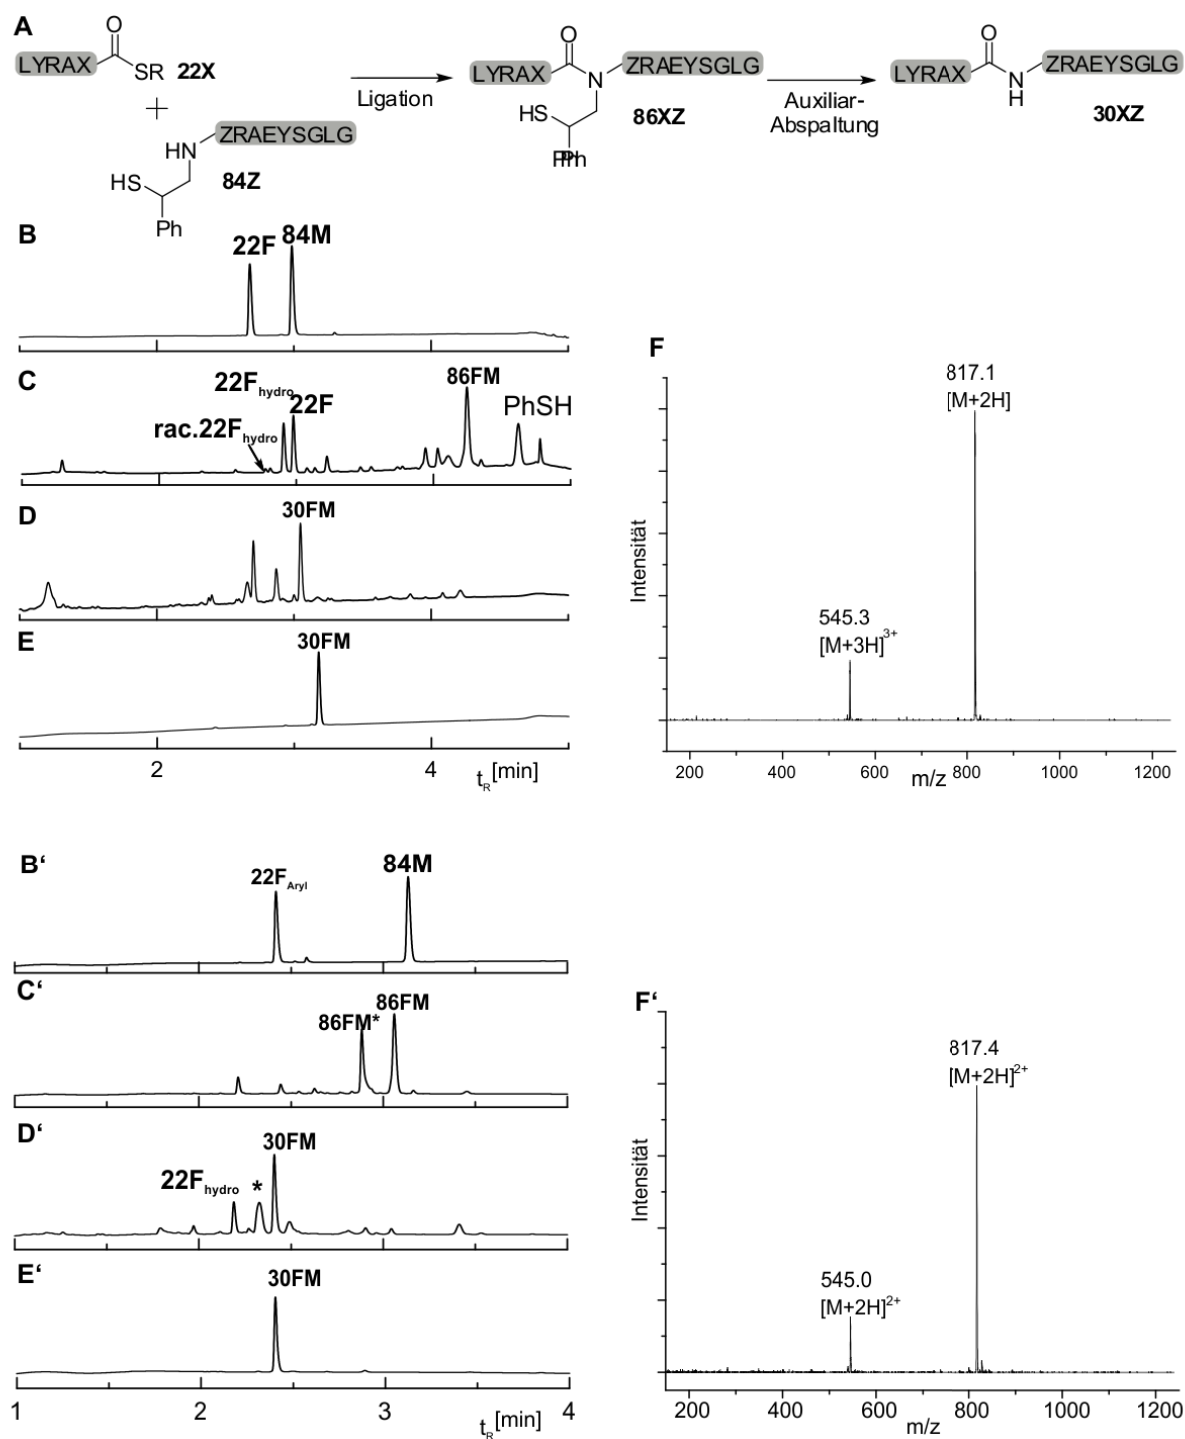 A
LYRAX
O
SR
22X
+
HN
ZRAEYSGLG
HS
84Z
Ph
Ligation
LYRAX
O
N
ZRAEYSGLG
HS
86XZ
Ph
Auxiliar-
Abspaltung
LYRAX
O
N
H
ZRAEYSGLG
30XZ
B
22F
84M
C
22Fhydro
22F
rac.22Fhydro
86FM
PhSH
D
30FM
E
30FM
2
4
tR[min]
F
817.1
[M+2H]
545.3
[M+3H]3+
Intensität
200
400
600
800
1000
1200
m/z
B‘
22FAryl
84M
C‘
86FM*
86FM
D‘
22Fhydro
*
30FM
E‘
30FM
1
2
3
4
tR[min]
F‘
817.4
[M+2H]2+
545.0
[M+2H]2+
Intensität
200
400
600
800
1000
1200
m/z